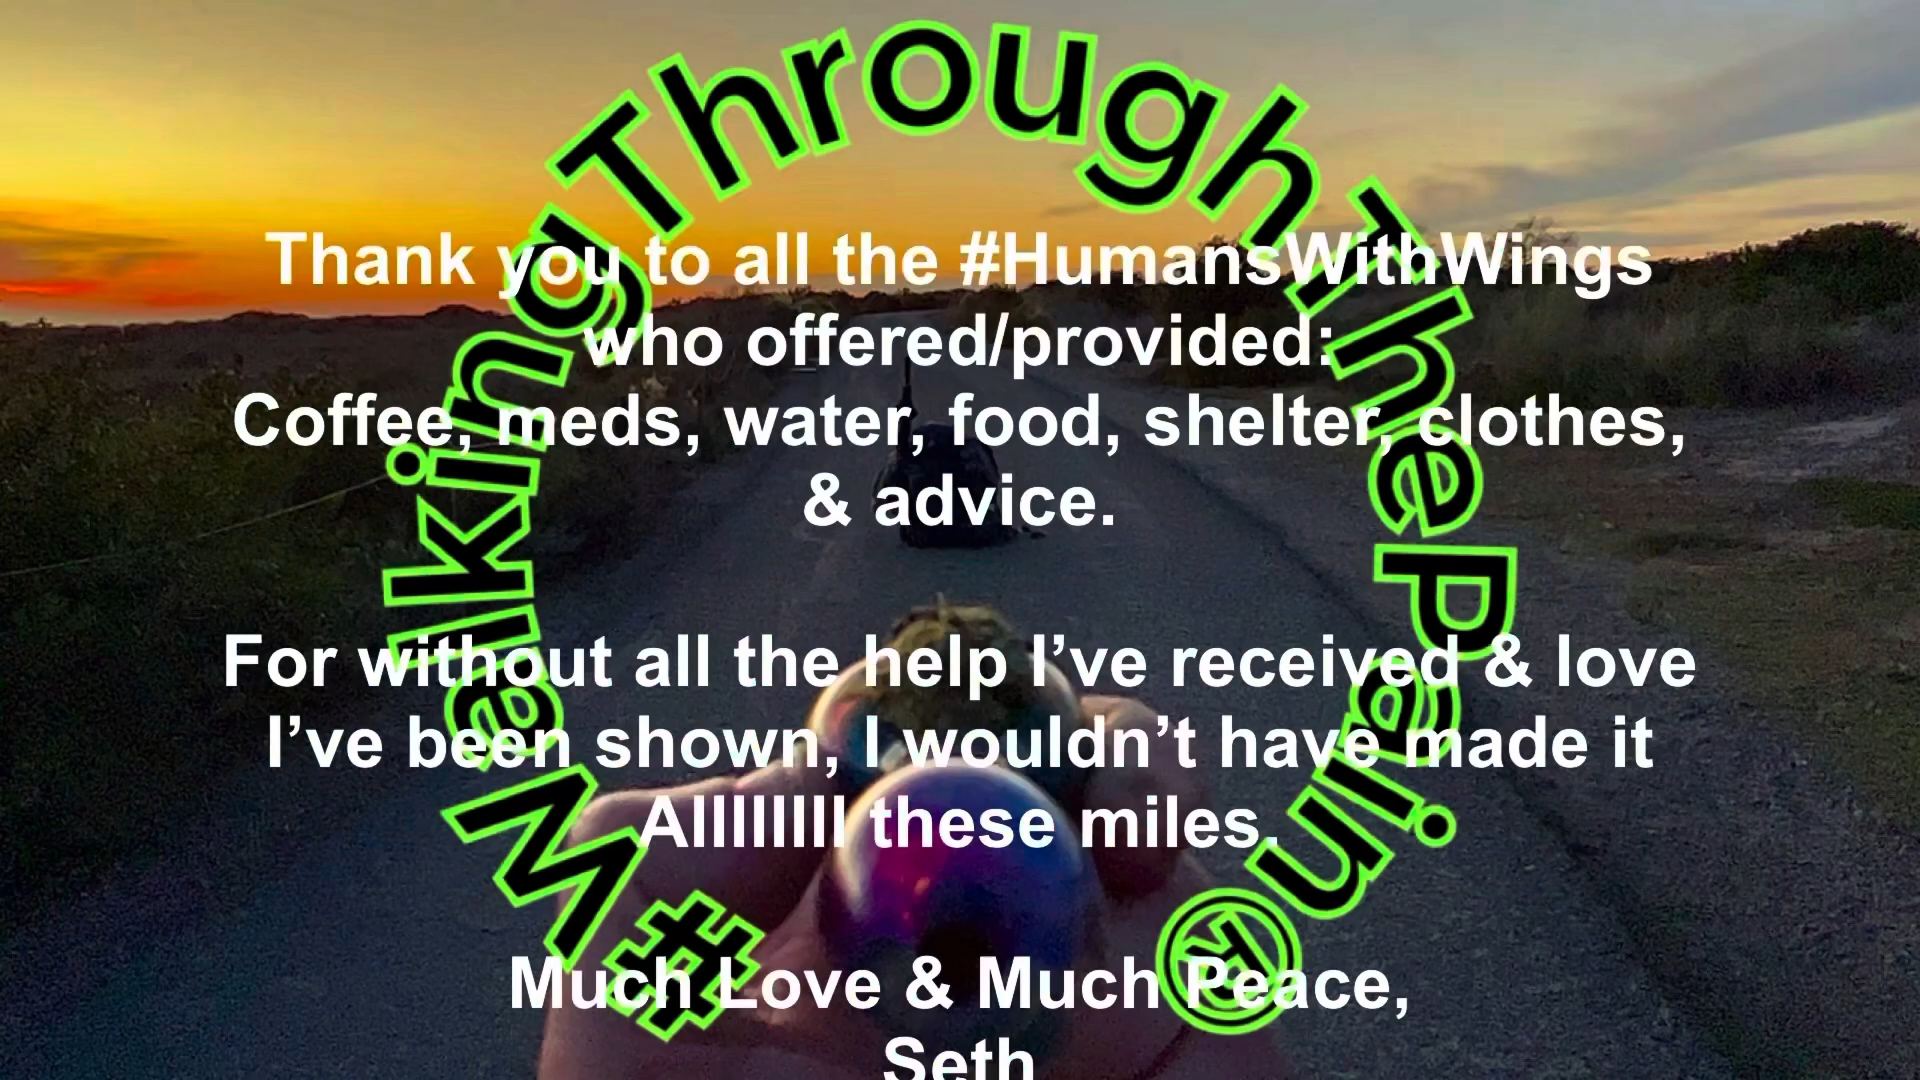 #WalkingThroughThePain®
Thank you to all the #HumansWithWings
who offered/provided:
Coffee, meds, water, food, shelter, clothes,
& advice.
For without all the help I’ve received & love
I’ve been shown, I wouldn’t have made it
Allllllllll these miles.
Much Love & Much Peace,
Seth